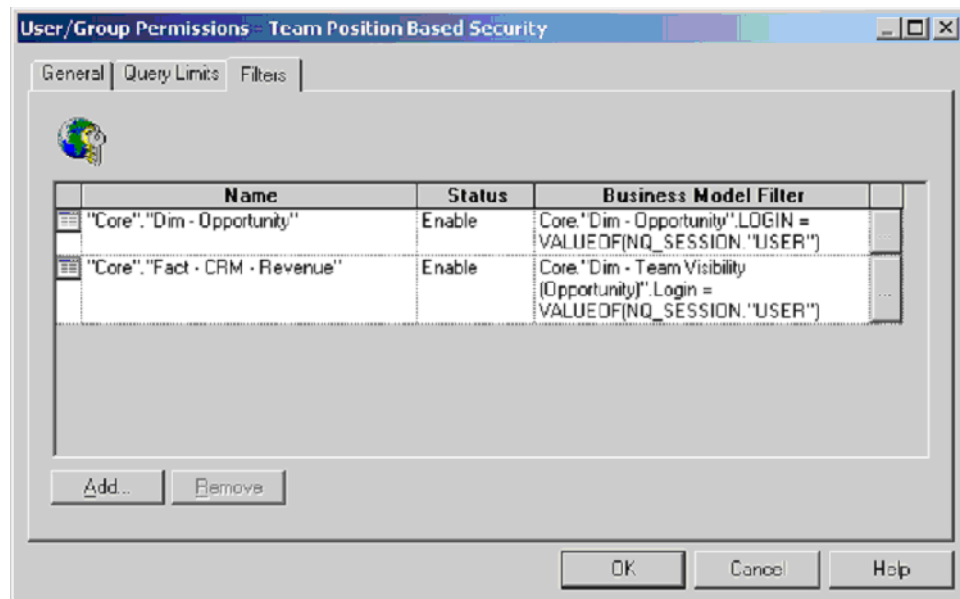 User/Group Permissions - Team Position Based Security
General Query Limits Filters
Name Status Business Model Filter
"Core"."Dim - Opportunity" Enable Core."Dim - Opportunity".LOGIN =
VALUEOF(NQ_SESSION."USER")
"Core"."Fact - CRM - Revenue" Enable Core."Dim - Team Visibility
(Opportunity)".Login =
VALUEOF(NQ_SESSION."USER")
Add... Remove
OK Cancel Help